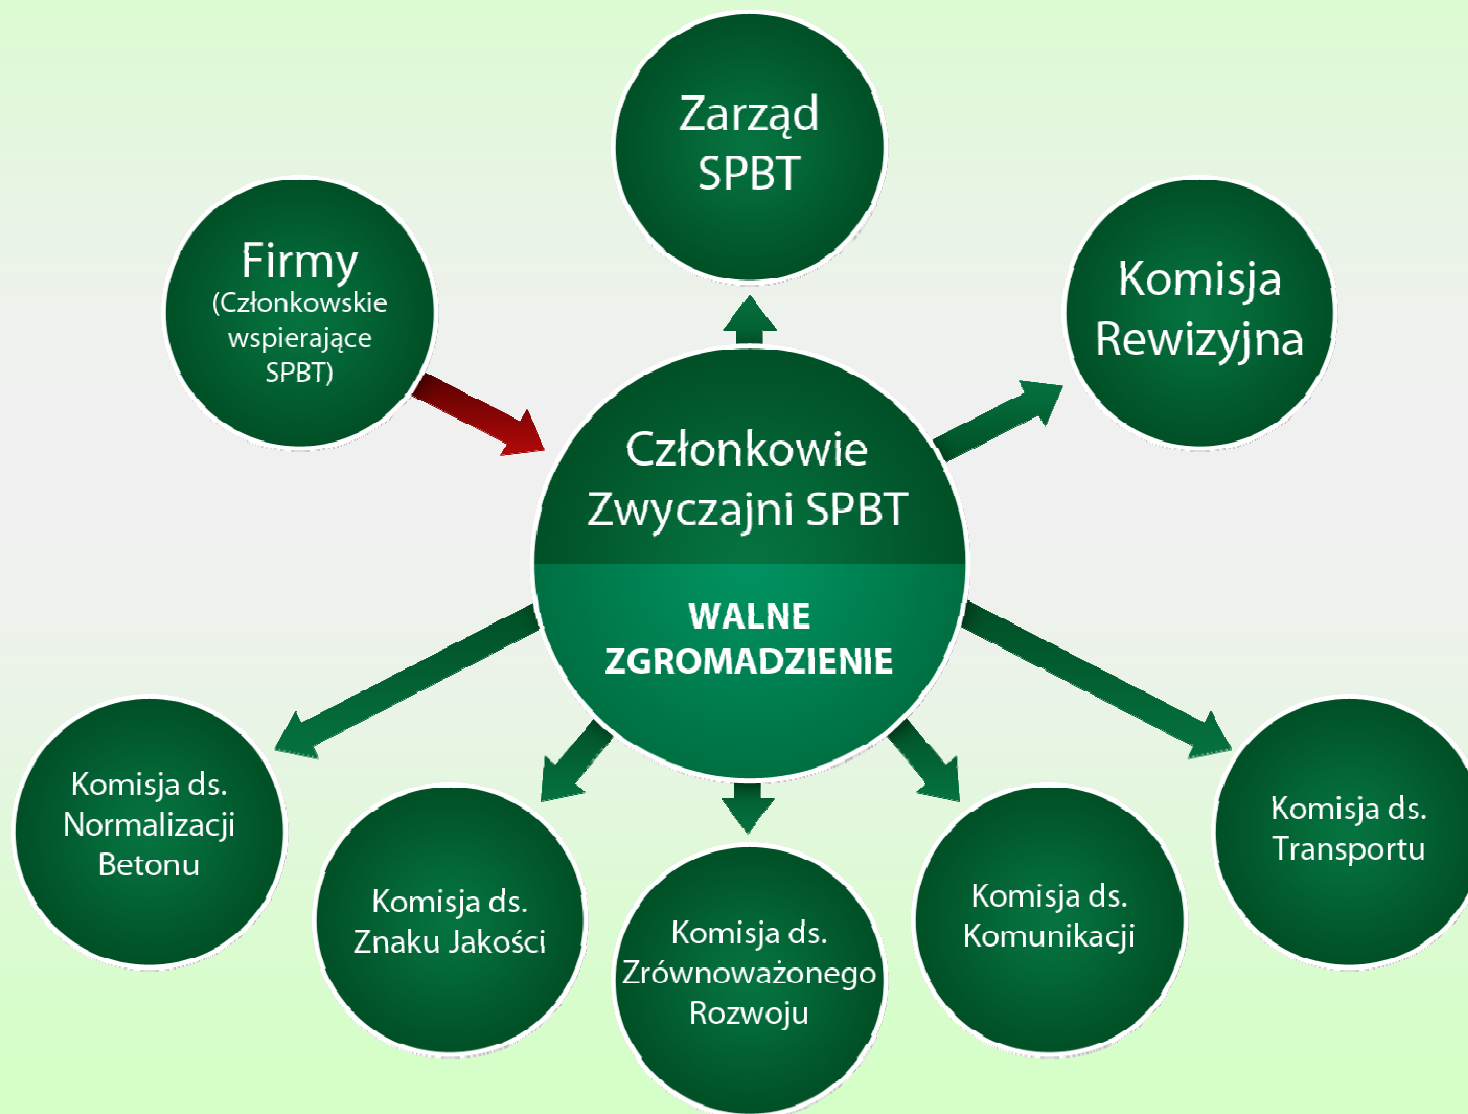 Zarząd
SPBT
Firmy
(Członkowskie
wspierające
SPBT)
Komisja
Rewizyjna
Członkowie
Zwyczajni SPBT
WALNE
ZGROMADZIENIE
Komisja ds.
Normalizacji
Betonu
Komisja ds.
Znaku Jakości
Komisja ds.
Zrównoważonego
Rozwoju
Komisja ds.
Komunikacji
Komisja ds.
Transportu